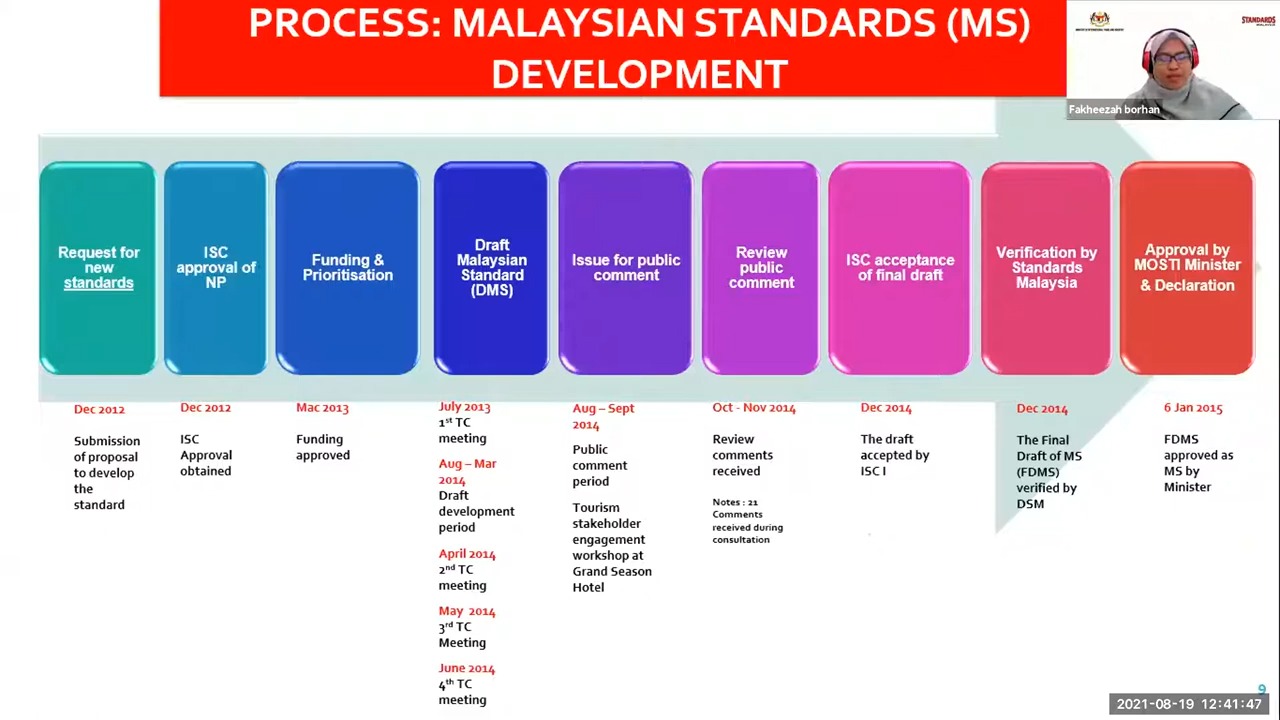 PROCESS: MALAYSIAN STANDARDS (MS)
DEVELOPMENT
STANDARDS
Fakheezah borhan
Request for
new
standards
ISC
approval of
NP
Funding &
Prioritisation
Draft
Malaysian
Standard
(DMS)
Issue for public
comment
Review
public
comment
ISC acceptance
of final draft
Verification by
Standards
Malaysia
Approval by
MOSTI Minister
& Declaration
Dec 2012
Submission
of proposal
to develop
the
standard
Dec 2012
ISC
Approval
obtained
Mac 2013
Funding
approved
July 2013
1st TC
meeting
Aug – Mar
2014
Draft
development
period
April 2014
2nd TC
meeting
May 2014
3rd TC
Meeting
June 2014
4th TC
meeting
Aug – Sept
2014
Public
comment
period
Tourism
stakeholder
engagement
workshop at
Grand Season
Hotel
Oct - Nov 2014
Review
comments
received
Notes : 21
Comments
received during
consultation
Dec 2014
The draft
accepted by
ISC I
Dec 2014
The Final
Draft of MS
(FDMS)
verified by
DSM
6 Jan 2015
FDMS
approved as
MS by
Minister
9
2021-08-19 12:41:47